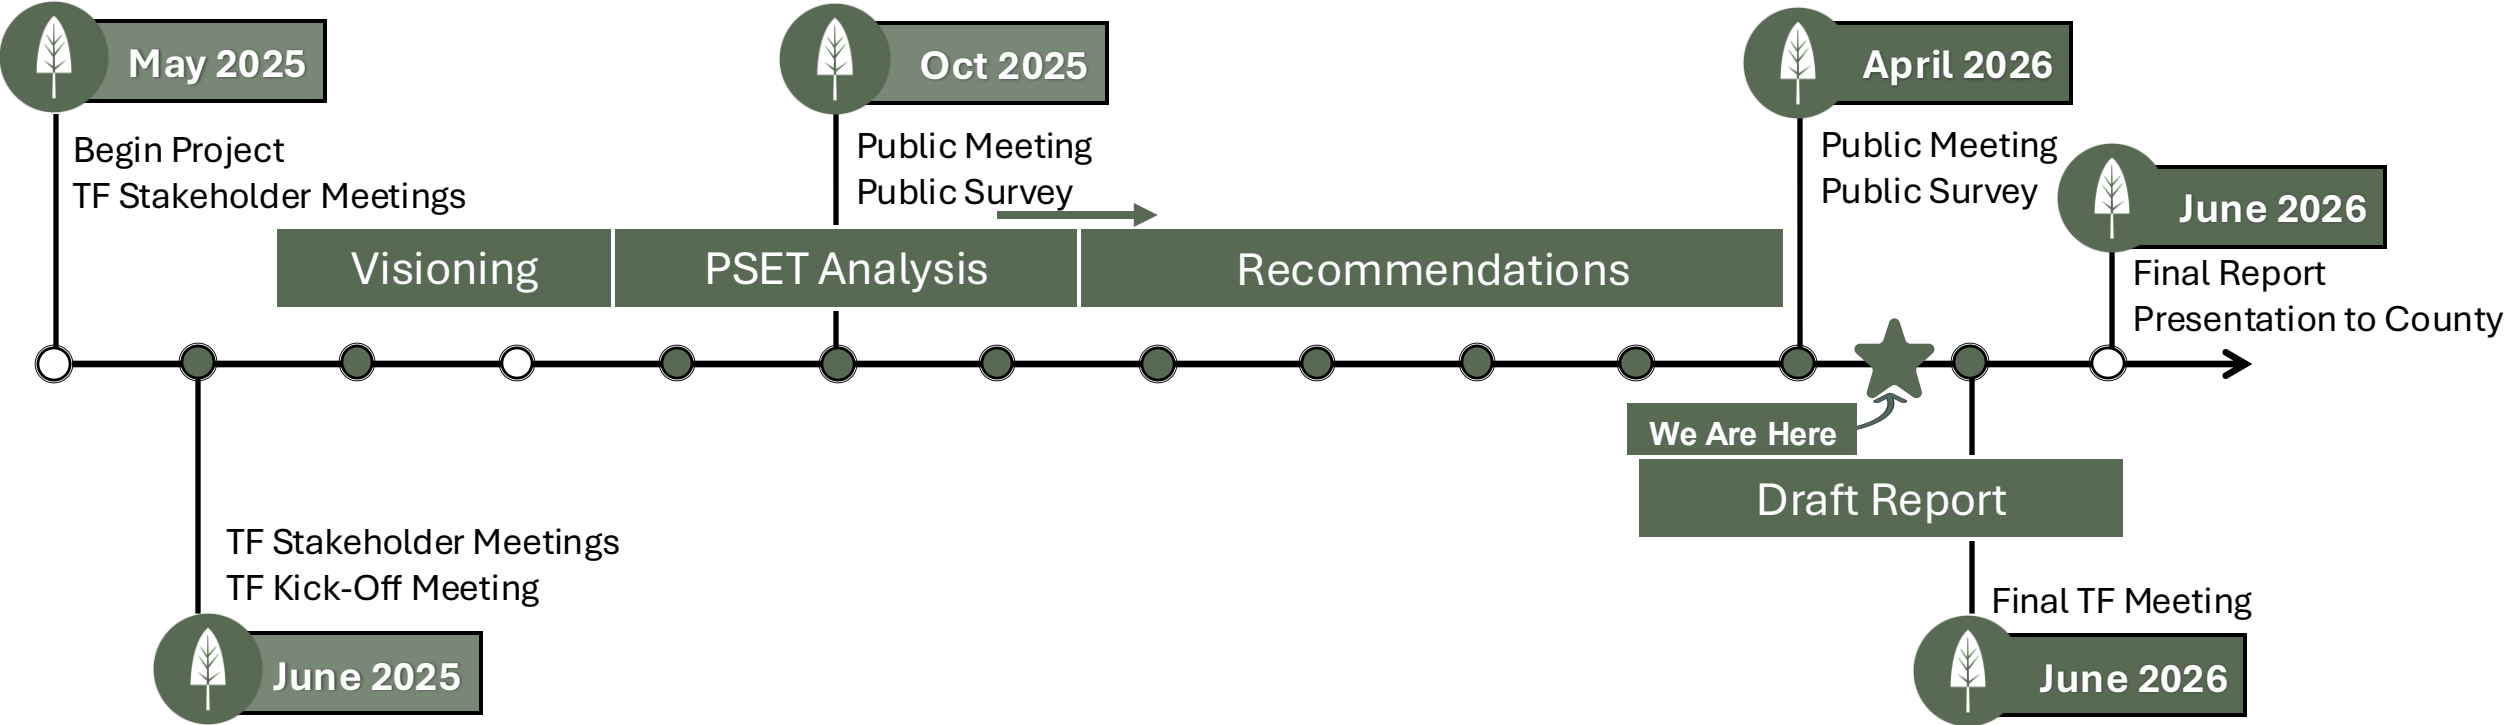 May 2025
Begin Project
TF Stakeholder Meetings
Oct 2025
Public Meeting
Public Survey
April 2026
Public Meeting
Public Survey
June 2026
Final Report
Presentation to County
Visioning
PSET Analysis
Recommendations
We Are Here
Draft Report
TF Stakeholder Meetings
TF Kick-Off Meeting
June 2025
Final TF Meeting
June 2026